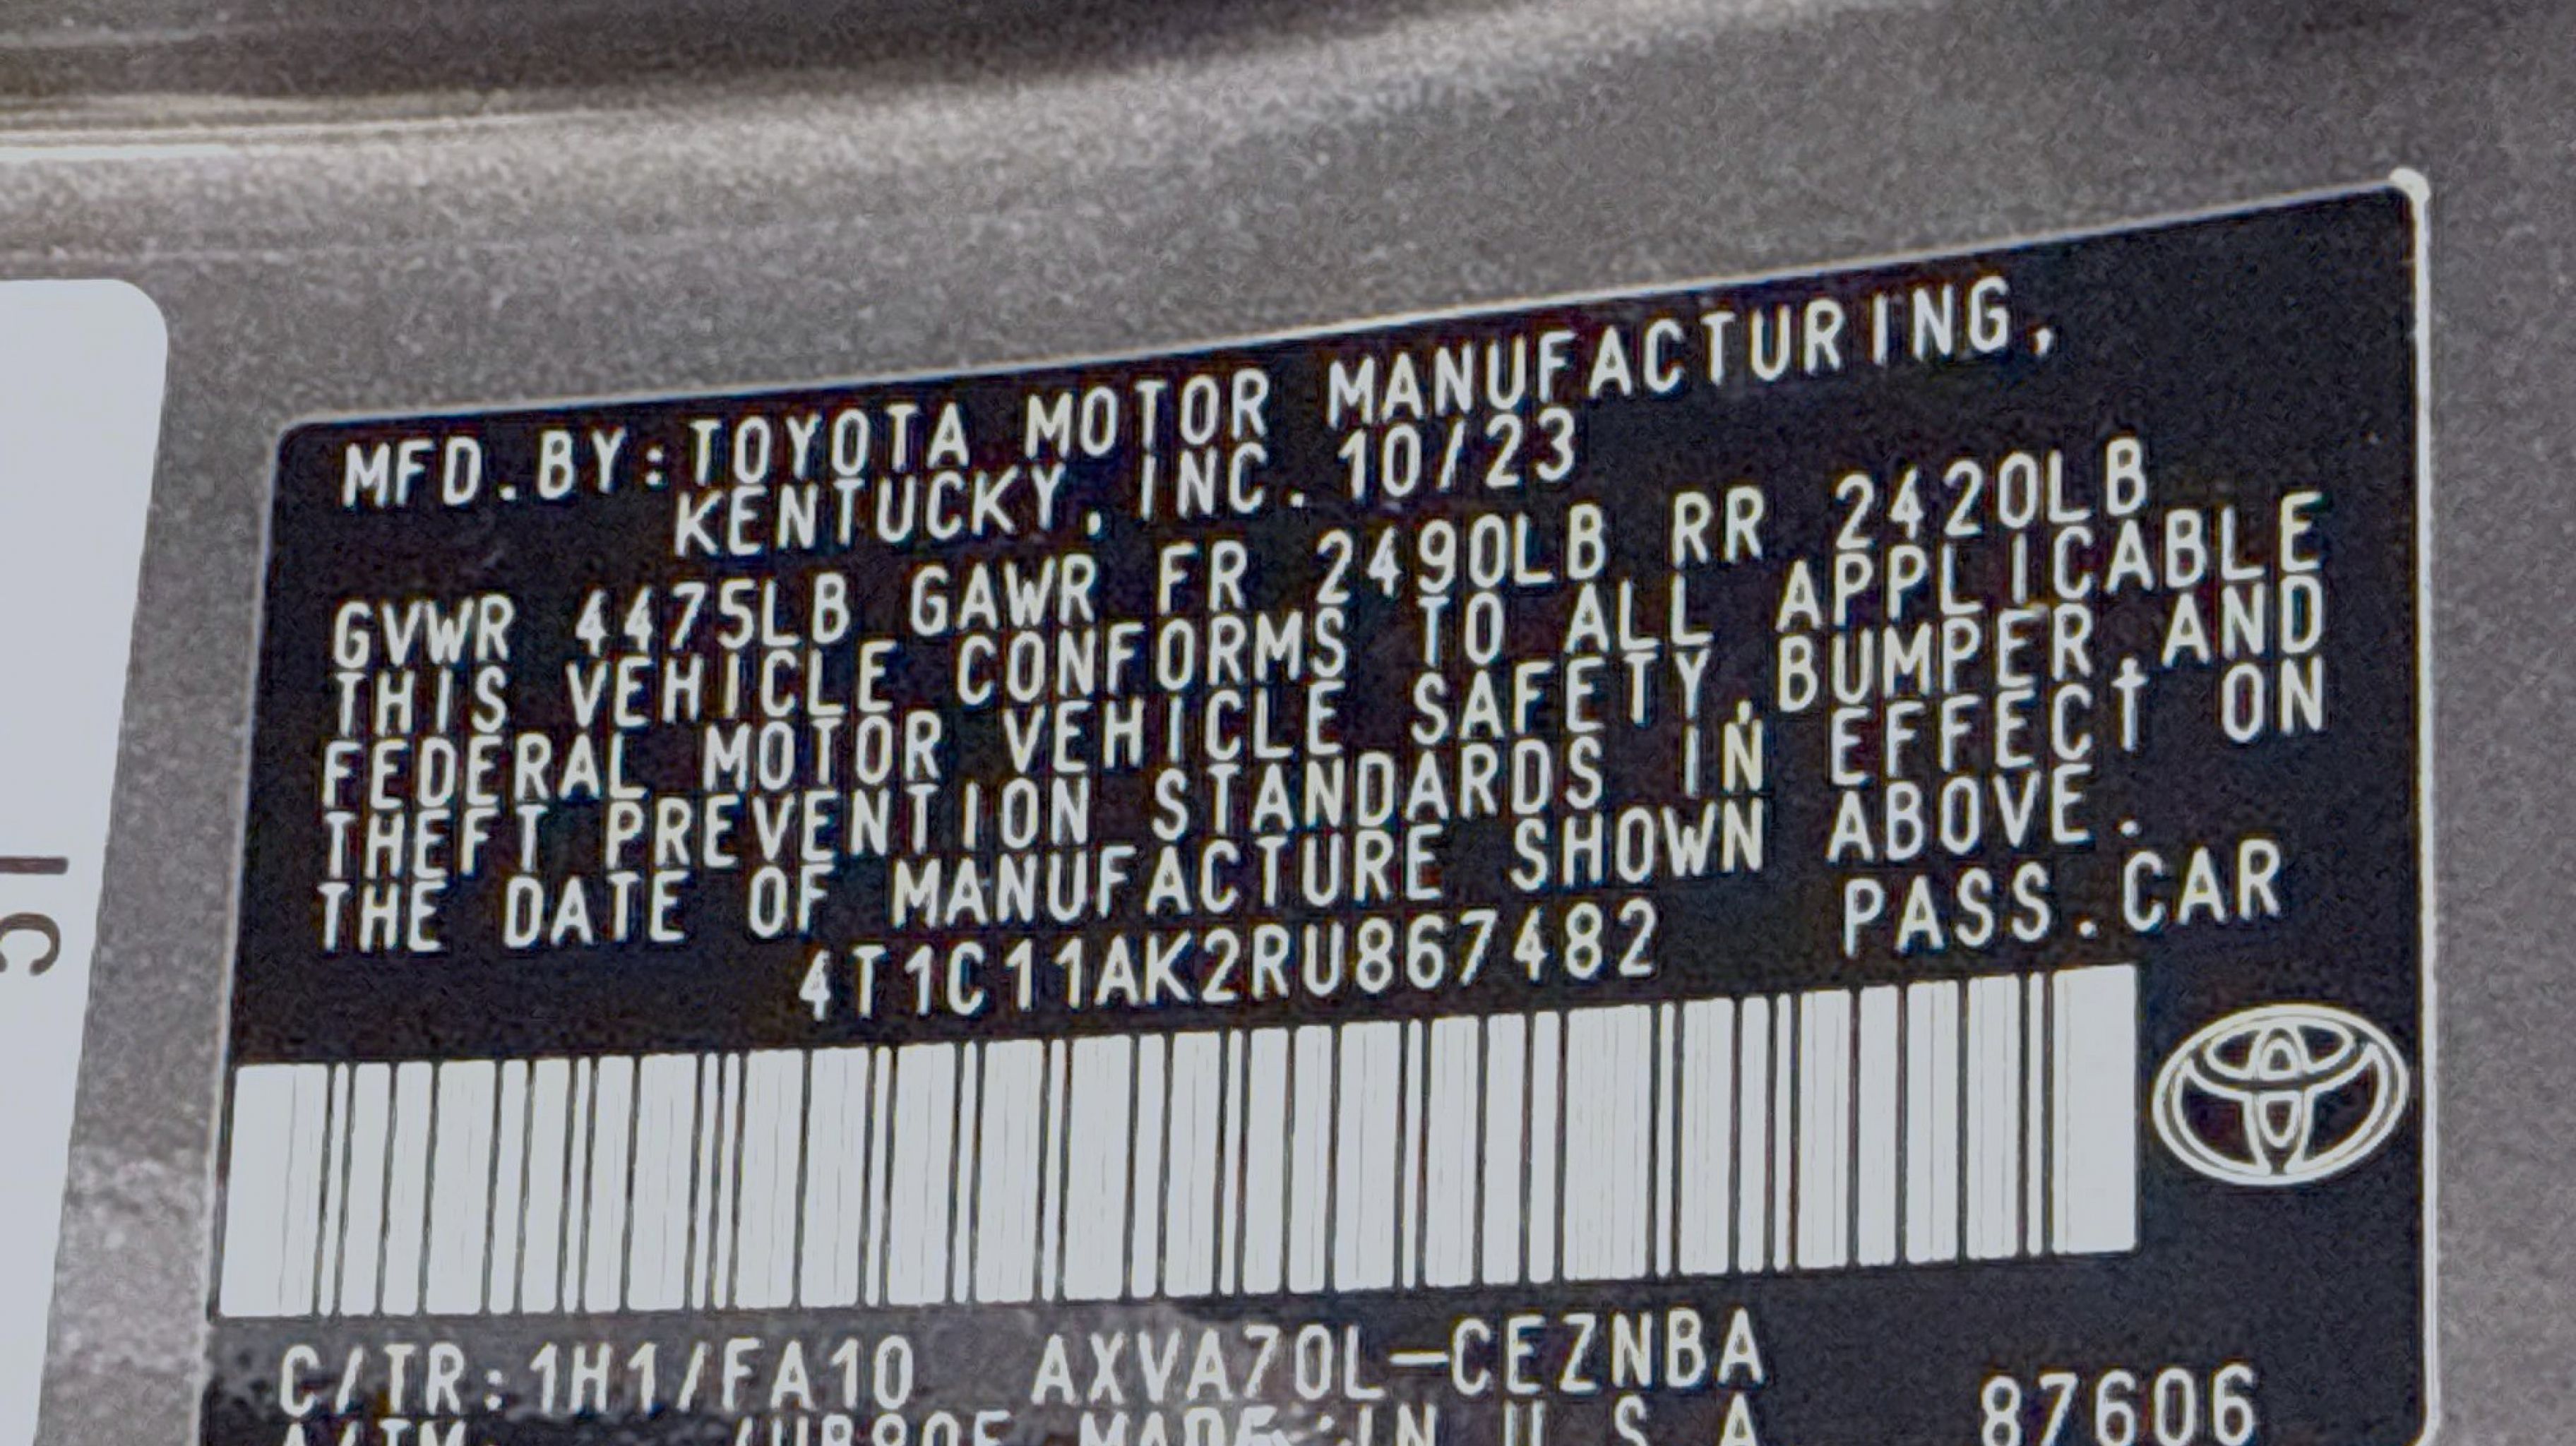 MFD.BY:TOYOTA MOTOR MANUFACTURING,
KENTUCKY, INC. 10/23
GVWR 4475LB GAWR FR 2490LB RR 2420LB
THIS VEHICLE CONFORMS TO ALL APPLICABLE
FEDERAL MOTOR VEHICLE SAFETY,BUMPER,AND
THEFT PREVENTION STANDARDS IN EFFECT ON
THE DATE OF MANUFACTURE SHOWN ABOVE.
4T1C11AK2RU867482 PASS.CAR
C/TR:1H1/FA10 AXVA70L-CEZNBA
87606
MADE IN U S A